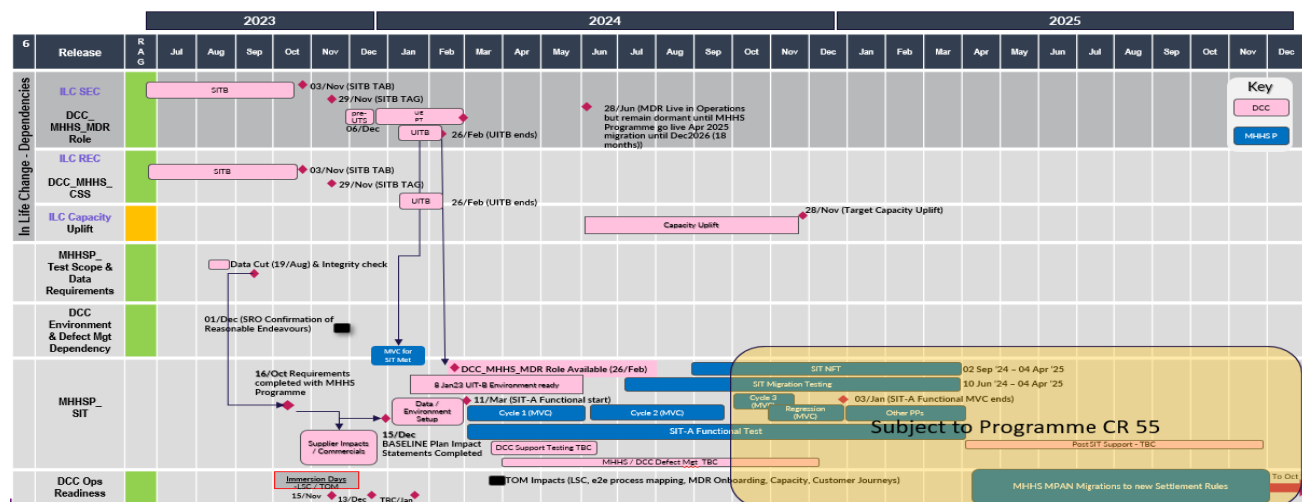 2023
2024
2025
6
Release
R
A
G
Jul
Aug
Sep
Oct
Nov
Dec
Jan
Feb
Mar
Apr
May
Jun
Jul
Aug
Sep
Oct
Nov
Dec
Jan
Feb
Mar
Apr
May
Jun
Jul
Aug
Sep
Oct
Nov
Dec
In Life Change - Dependencies
ILC SEC
DCC_
MHHS_MDR
Role
SITB
03/Nov (SITB TAB)
29/Nov (SITB TAG)
pre-
UTS
06/Dec
PT
UITB
26/Feb (UITB ends)
28/Jun (MDR Live in Operations
but remain dormant until MHHS
Programme go live Apr 2025
migration until Dec2026 (18
months))
Key
DCC
MHHS P
ILC REC
DCC_MHHS_
CSS
SITB
03/Nov (SITB TAB)
29/Nov (SITB TAG)
UITB
26/Feb (UITB ends)
ILC Capacity
Uplift
Capacity Uplift
28/Nov (Target Capacity Uplift)
MHHSP_
Test Scope &
Data
Requirements
Data Cut (19/Aug) & Integrity check
DCC
Environment
& Defect Mgt
Dependency
01/Dec (SRO Confirmation of
Reasonable Endeavours)
MVC for
SIT Met
MHHSP_
SIT
16/Oct Requirements
completed with MHHS
Programme
DCC_MHHS_MDR Role Available (26/Feb)
8 Jan23 UIT-B Environment ready
SIT NFT
02 Sep '24 – 04 Apr '25
SIT Migration Testing
10 Jun '24 – 04 Apr '25
Data /
Environment
Setup
11/Mar (SIT-A Functional start)
Cycle 1 (MVC)
Cycle 2 (MVC)
Cycle 3
(MVC)
Regression
(MVC)
03/Jan (SIT-A Functional MVC ends)
Other PPs
Supplier Impacts
/ Commercials
15/Dec
BASELINE Plan Impact
Statements Completed
SIT-A Functional Test
Subject to Programme CR 55
DCC Support Testing TBC
Post SIT Support - TBC
MHHS / DCC Defect Mgt TBC
DCC Ops
Readiness
Immersion Days
-LSC / TOM
15/Nov
13/Dec
TBC/Jan
TOM Impacts (LSC, e2e process mapping, MDR Onboarding, Capacity, Customer Journeys)
MHHS MPAN Migrations to new Settlement Rules
To Oct